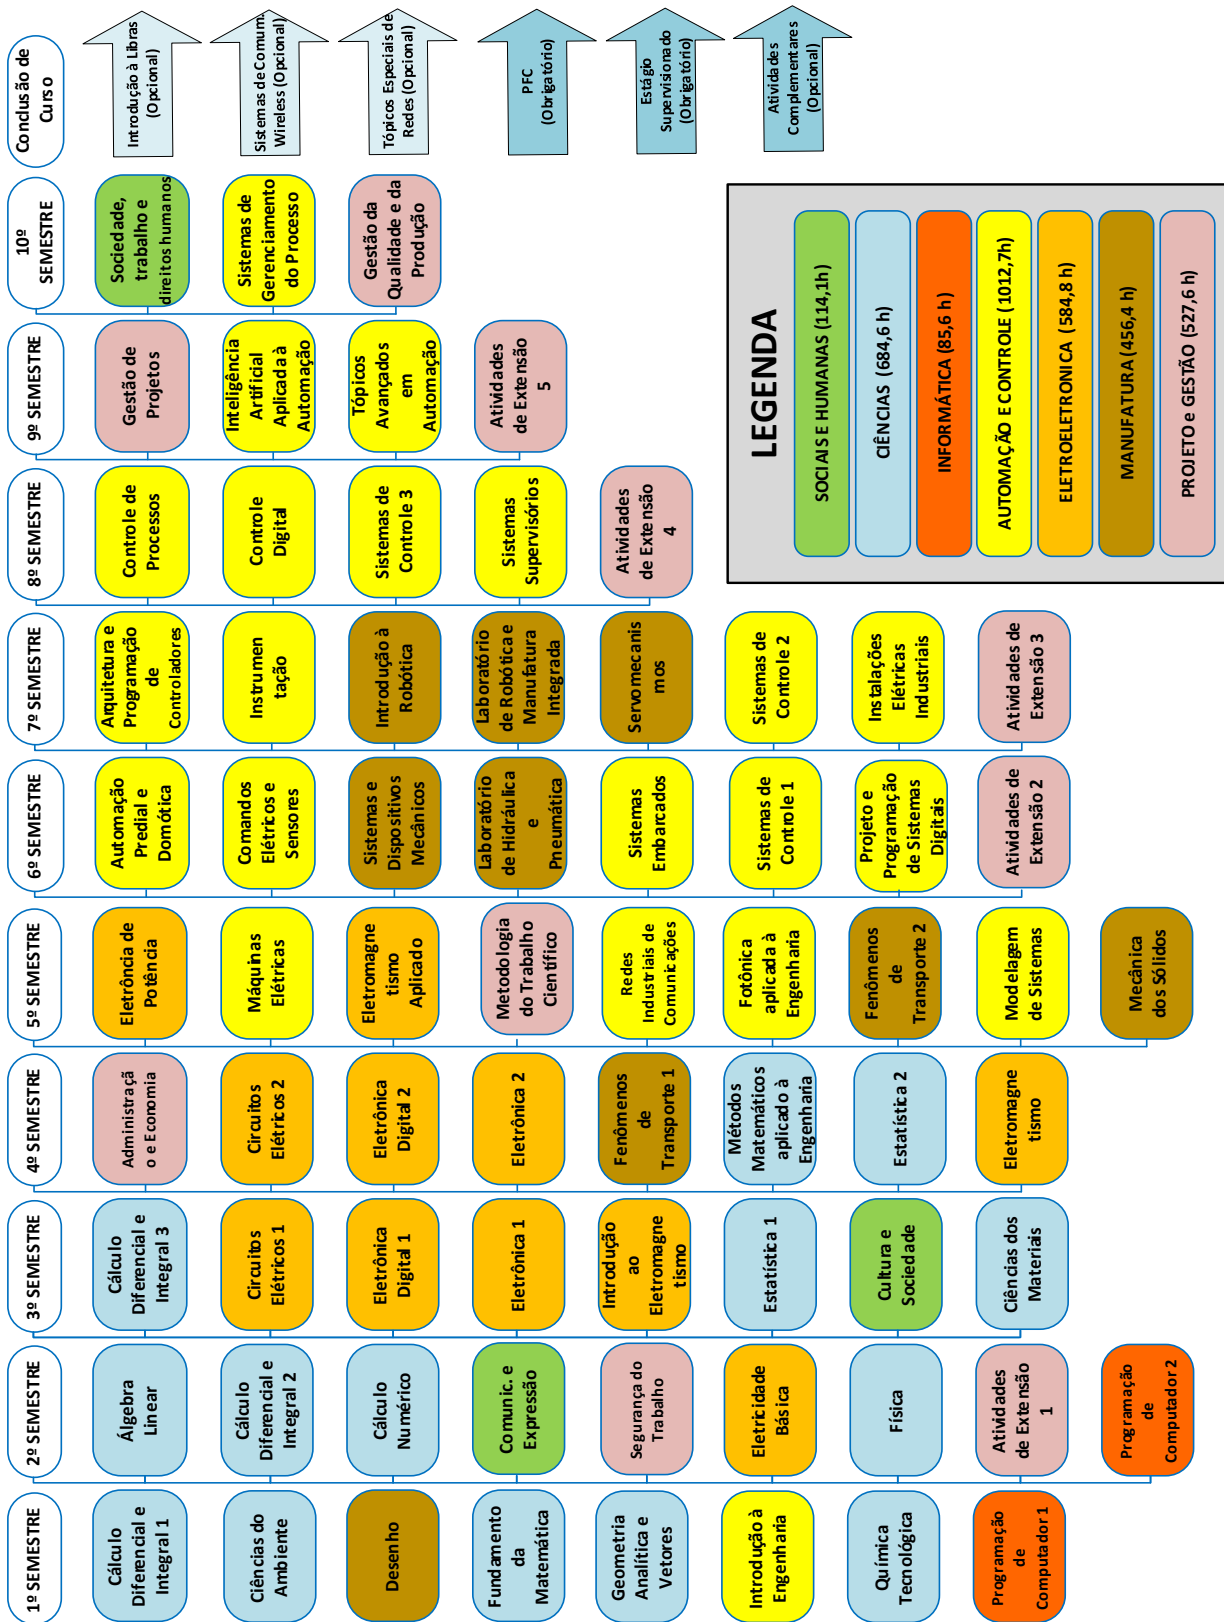 1º SEMESTRE
Cálculo
Diferencial e
Integral 1
Ciências do
Ambiente
Desenho
Fundamento
da
Matemática
Geometria
Analítica e
Vetores
Introdução à
Engenharia
Química
Tecnológica
Programação
de
Computador 1
2º SEMESTRE
Álgebra
Linear
Cálculo
Diferencial e
Integral 2
Cálculo
Numérico
Comunic. e
Expressão
Segurança do
Trabalho
Eletricidade
Básica
Física
Atividades
de Extensão
1
Programação
de
Computador 2
3º SEMESTRE
Cálculo
Diferencial e
Integral 3
Circuitos
Elétricos 1
Eletrônica
Digital 1
Eletrônica 1
Introdução
ao
Eletromagne
tismo
Estatística 1
Cultura e
Sociedade
Ciências dos
Materiais
4º SEMESTRE
Administraçã
o e Economia
Circuitos
Elétricos 2
Eletrônica
Digital 2
Eletrônica 2
Fenômenos
de
Transporte 1
Métodos
Matemáticos
aplicado à
Engenharia
Estatística 2
Eletromagne
tismo
5º SEMESTRE
Eletrôncia de
Potência
Máquinas
Elétricas
Eletromagne
tismo
Aplicado
Metodologia
do Trabalho
Científico
Redes
Industriais de
Comunicações
Fotônica
aplicada à
Engenharia
Fenômenos
de
Transporte 2
Modelagem
de Sistemas
Mecânica
dos Sólidos
6º SEMESTRE
Automação
Predial e
Domótica
Comandos
Elétricos e
Sensores
Sistemas e
Dispositivos
Mecânicos
Laboratório
de Hidráulica
e
Pneumática
Sistemas
Embarcados
Sistemas de
Controle 1
Projeto e
Programação
de Sistemas
Digitais
Atividades de
Extensão 2
7º SEMESTRE
Arquitetura e
Programação
de
Controladores
Instrumen
tação
Introdução à
Robótica
Laboratório
de Robótica e
Manufatura
Integrada
Servomecanis
mos
Sistemas de
Controle 2
Instalações
Elétricas
Industriais
Atividades de
Extensão 3
8º SEMESTRE
Controle de
Processos
Controle
Digital
Sistemas de
Controle 3
Sistemas
Supervisórios
Atividades
de Extensão
4
9º SEMESTRE
Gestão de
Projetos
Inteligência
Artificial
Aplicada à
Automação
Tópicos
Avançados
em
Automação
Atividades
de Extensão
5
10º
SEMESTRE
Sociedade,
trabalho e
direitos humanos
Sistemas de
Gerenciamento
do Processo
Gestão da
Qualidade e da
Produção
Conclusão de
Curso
Introdução à Libras
(Opcional)
Sistemas de Comum.
Wireless (Opcional)
Tópicos Especiais de
Redes (Opcional)
PFC
(Obrigatório)
Estágio
Supervisionado
(Obrigatório)
Atividades
Complementares
(Opcional)
LEGENDA
SOCIAIS E HUMANAS (114,1h)
CIÊNCIAS (684,6 h)
INFORMÁTICA (85,6 h)
AUTOMAÇÃO E CONTROLE (1012,7h)
ELETROELETRONICA (584,8 h)
MANUFATURA (456,4 h)
PROJETO e GESTÃO (527,6 h)